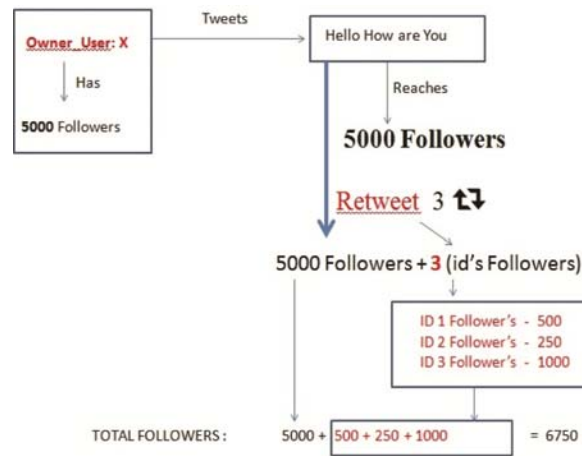 Tweets
Owner_User: X
Hello How are You
Has
Reaches
5000 Followers
5000 Followers
Retweet 3
5000 Followers + 3 (id's Followers)
ID 1 Follower's - 500
ID 2 Follower's - 250
ID 3 Follower's - 1000
TOTAL FOLLOWERS : 5000 + 500 + 250 + 1000 = 6750